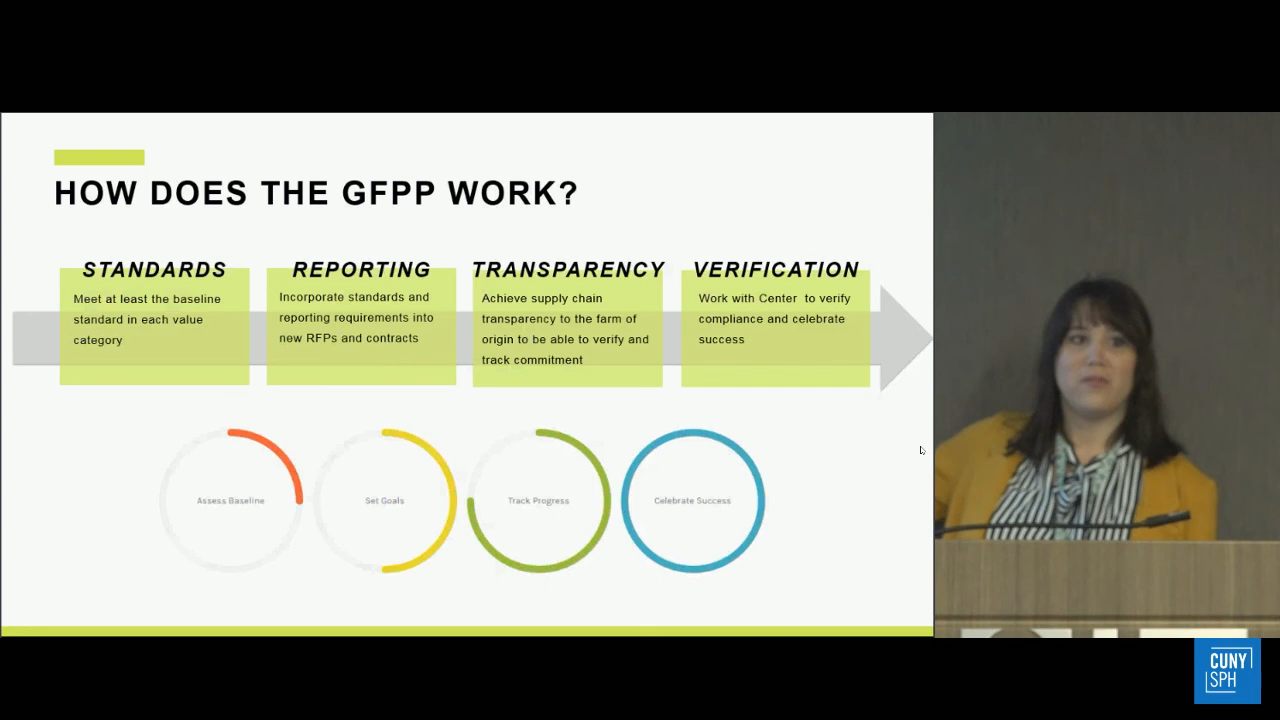 HOW DOES THE GFPP WORK?
STANDARDS
Meet at least the baseline
standard in each value
category
REPORTING
Incorporate standards and
reporting requirements into
new RFPs and contracts
TRANSPARENCY
Achieve supply chain
transparency to the farm of
origin to be able to verify and
track commitment
VERIFICATION
Work with Center to verify
compliance and celebrate
success
Assess Baseline
Set Goals
Track Progress
Celebrate Success
CUNY
SPH